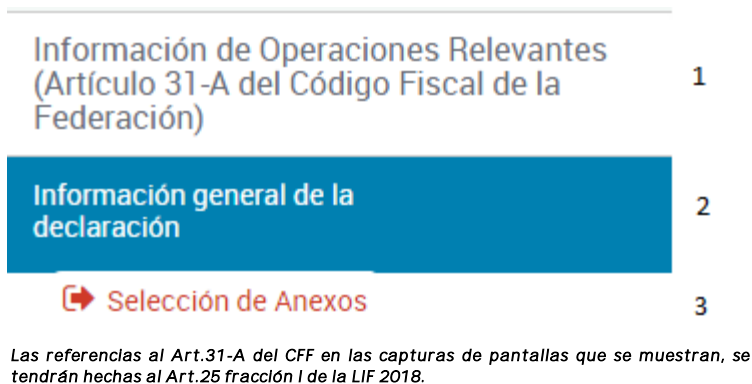 Información de Operaciones Relevantes
(Artículo 31-A del Código Fiscal de la
Federación)
1
Información general de la
declaración
2
Selección de Anexos
3
Las referencias al Art.31-A del CFF en las capturas de pantallas que se muestran, se
tendrán hechas al Art.25 fracción I de la LIF 2018.